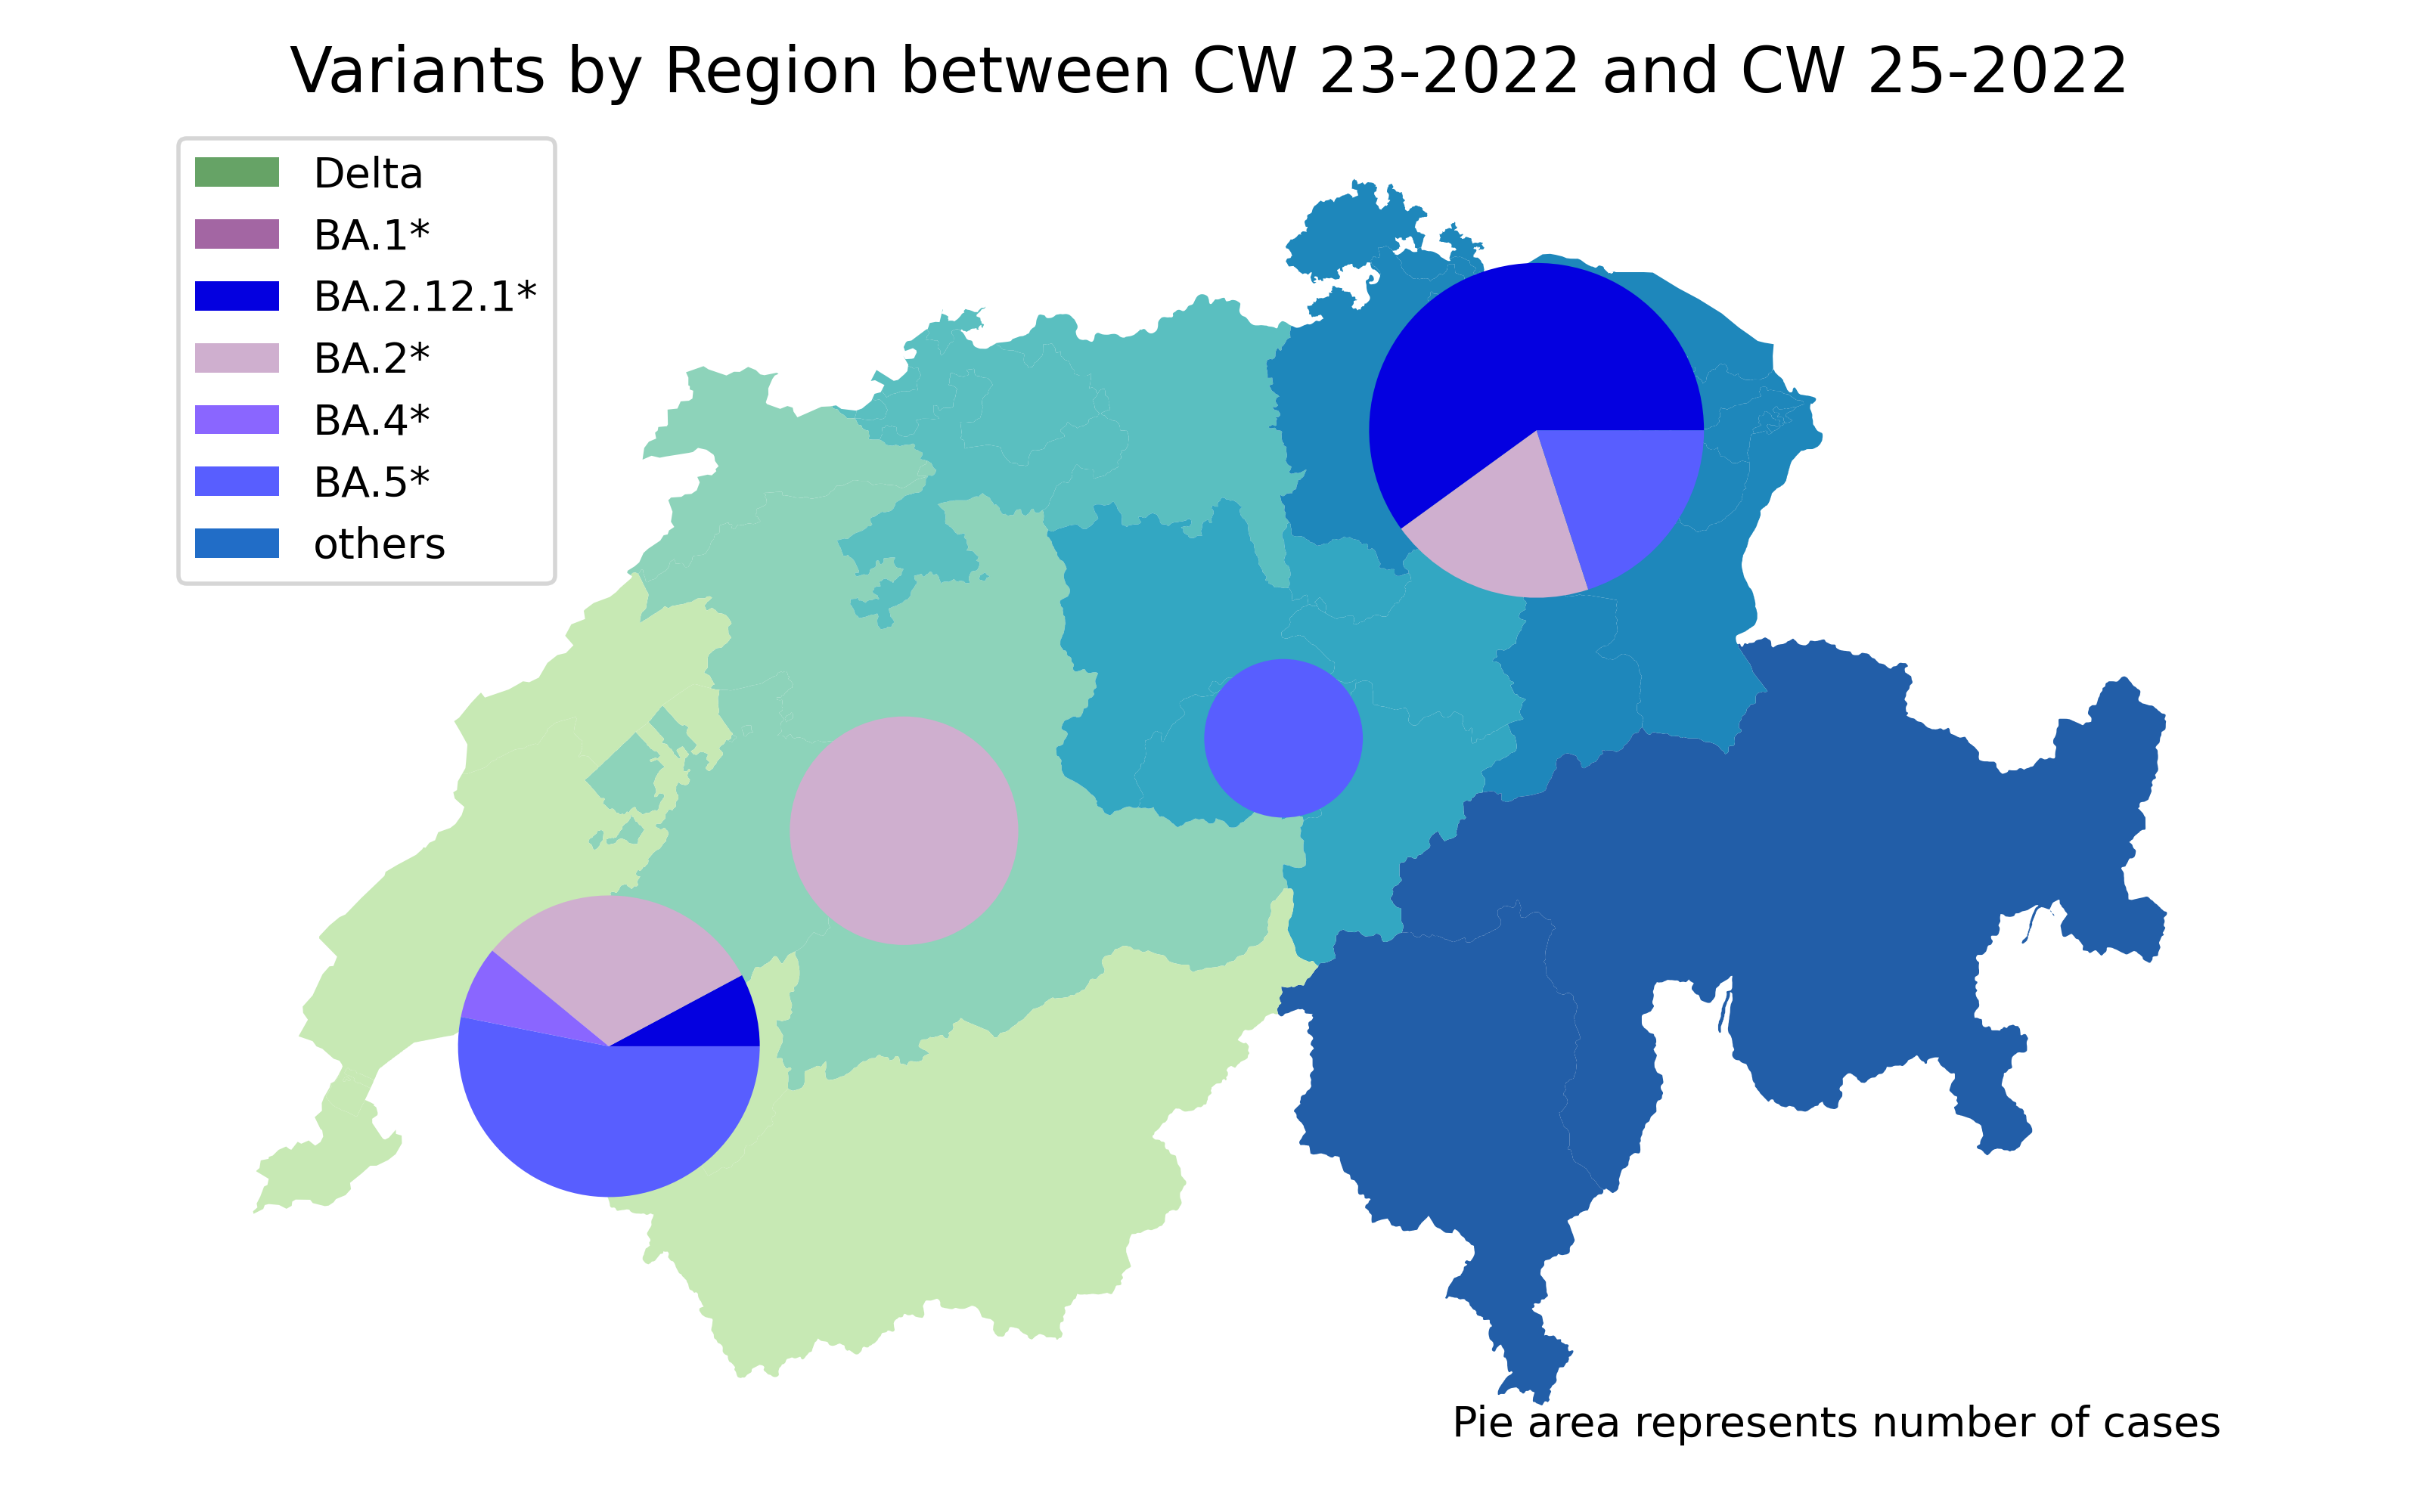 Variants by Region between CW 23-2022 and CW 25-2022
Delta
BA.1*
BA.2.12.1*
BA.2*
BA.4*
BA.5*
others
Pie area represents number of cases